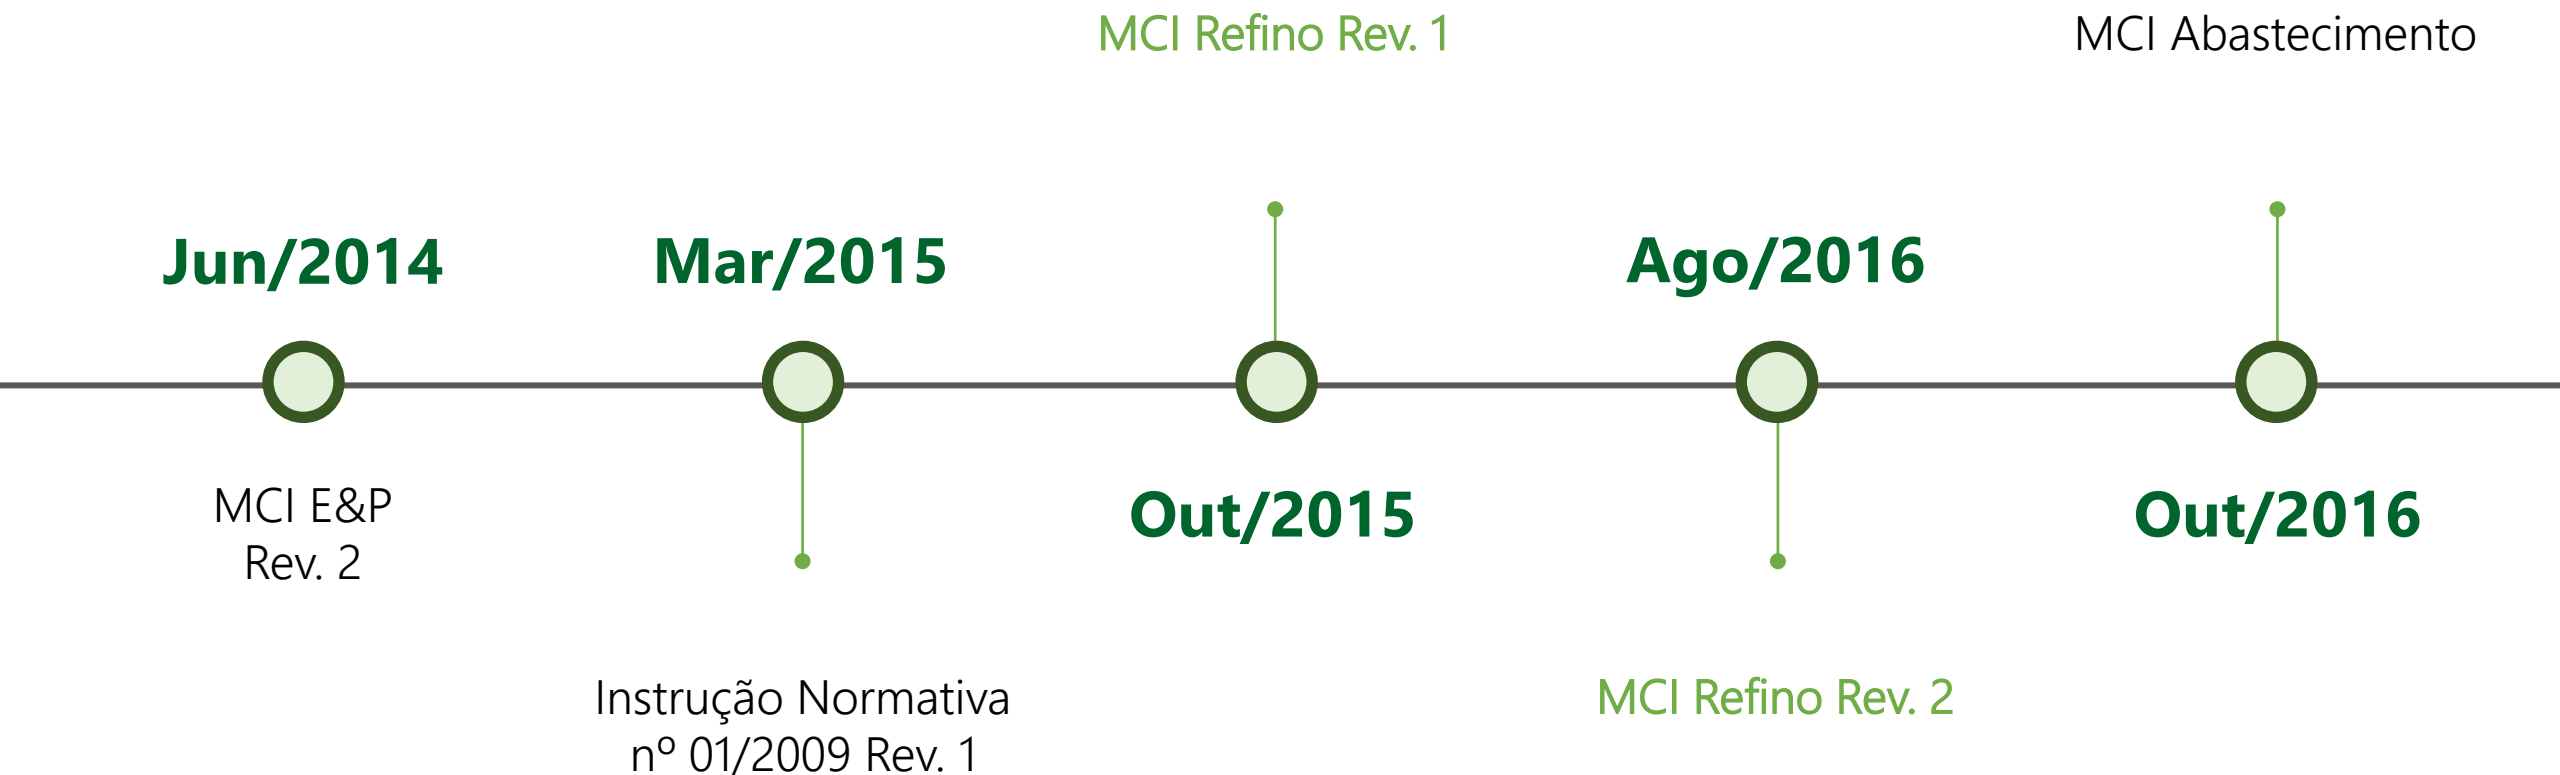 MCI Refino Rev. 1
MCI Abastecimento
Jun/2014
Mar/2015
Ago/2016
MCI E&P
Rev. 2
Out/2015
Out/2016
Instrução Normativa
nº 01/2009 Rev. 1
MCI Refino Rev. 2